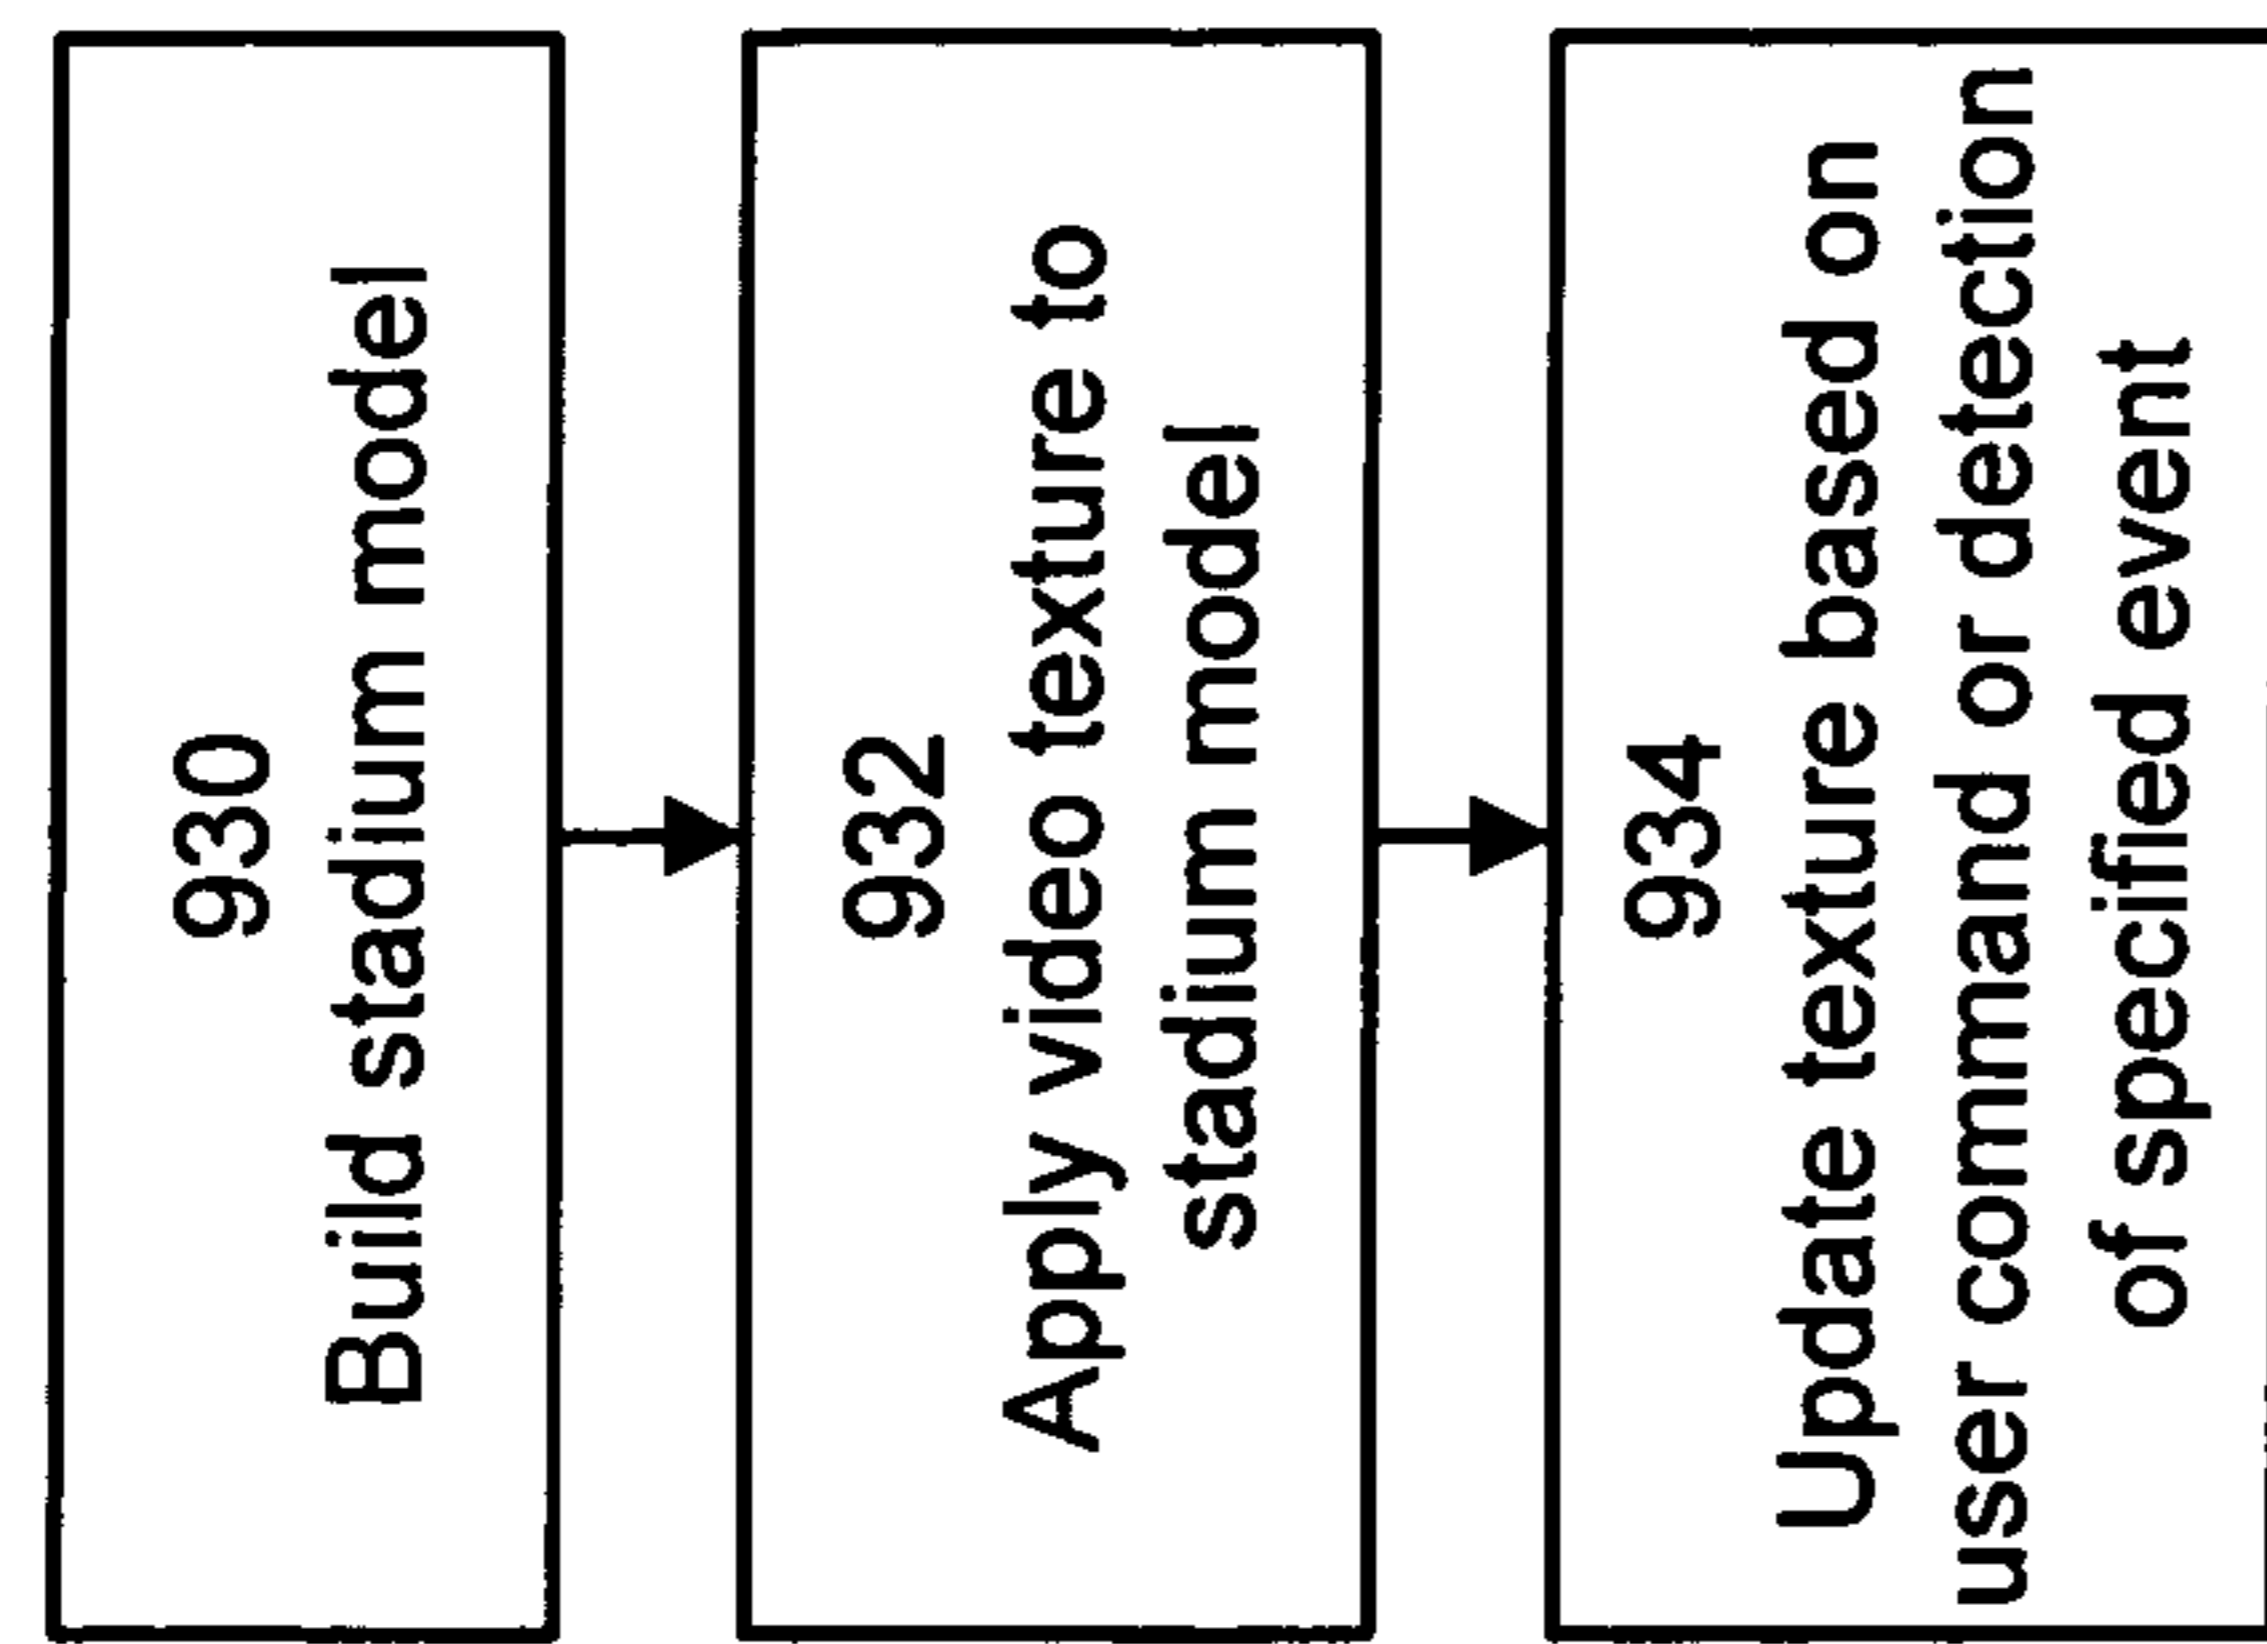 930
Build stadium model
932
Apply video texture to
stadium model
934
Update texture based on
user command or detection
of specified event